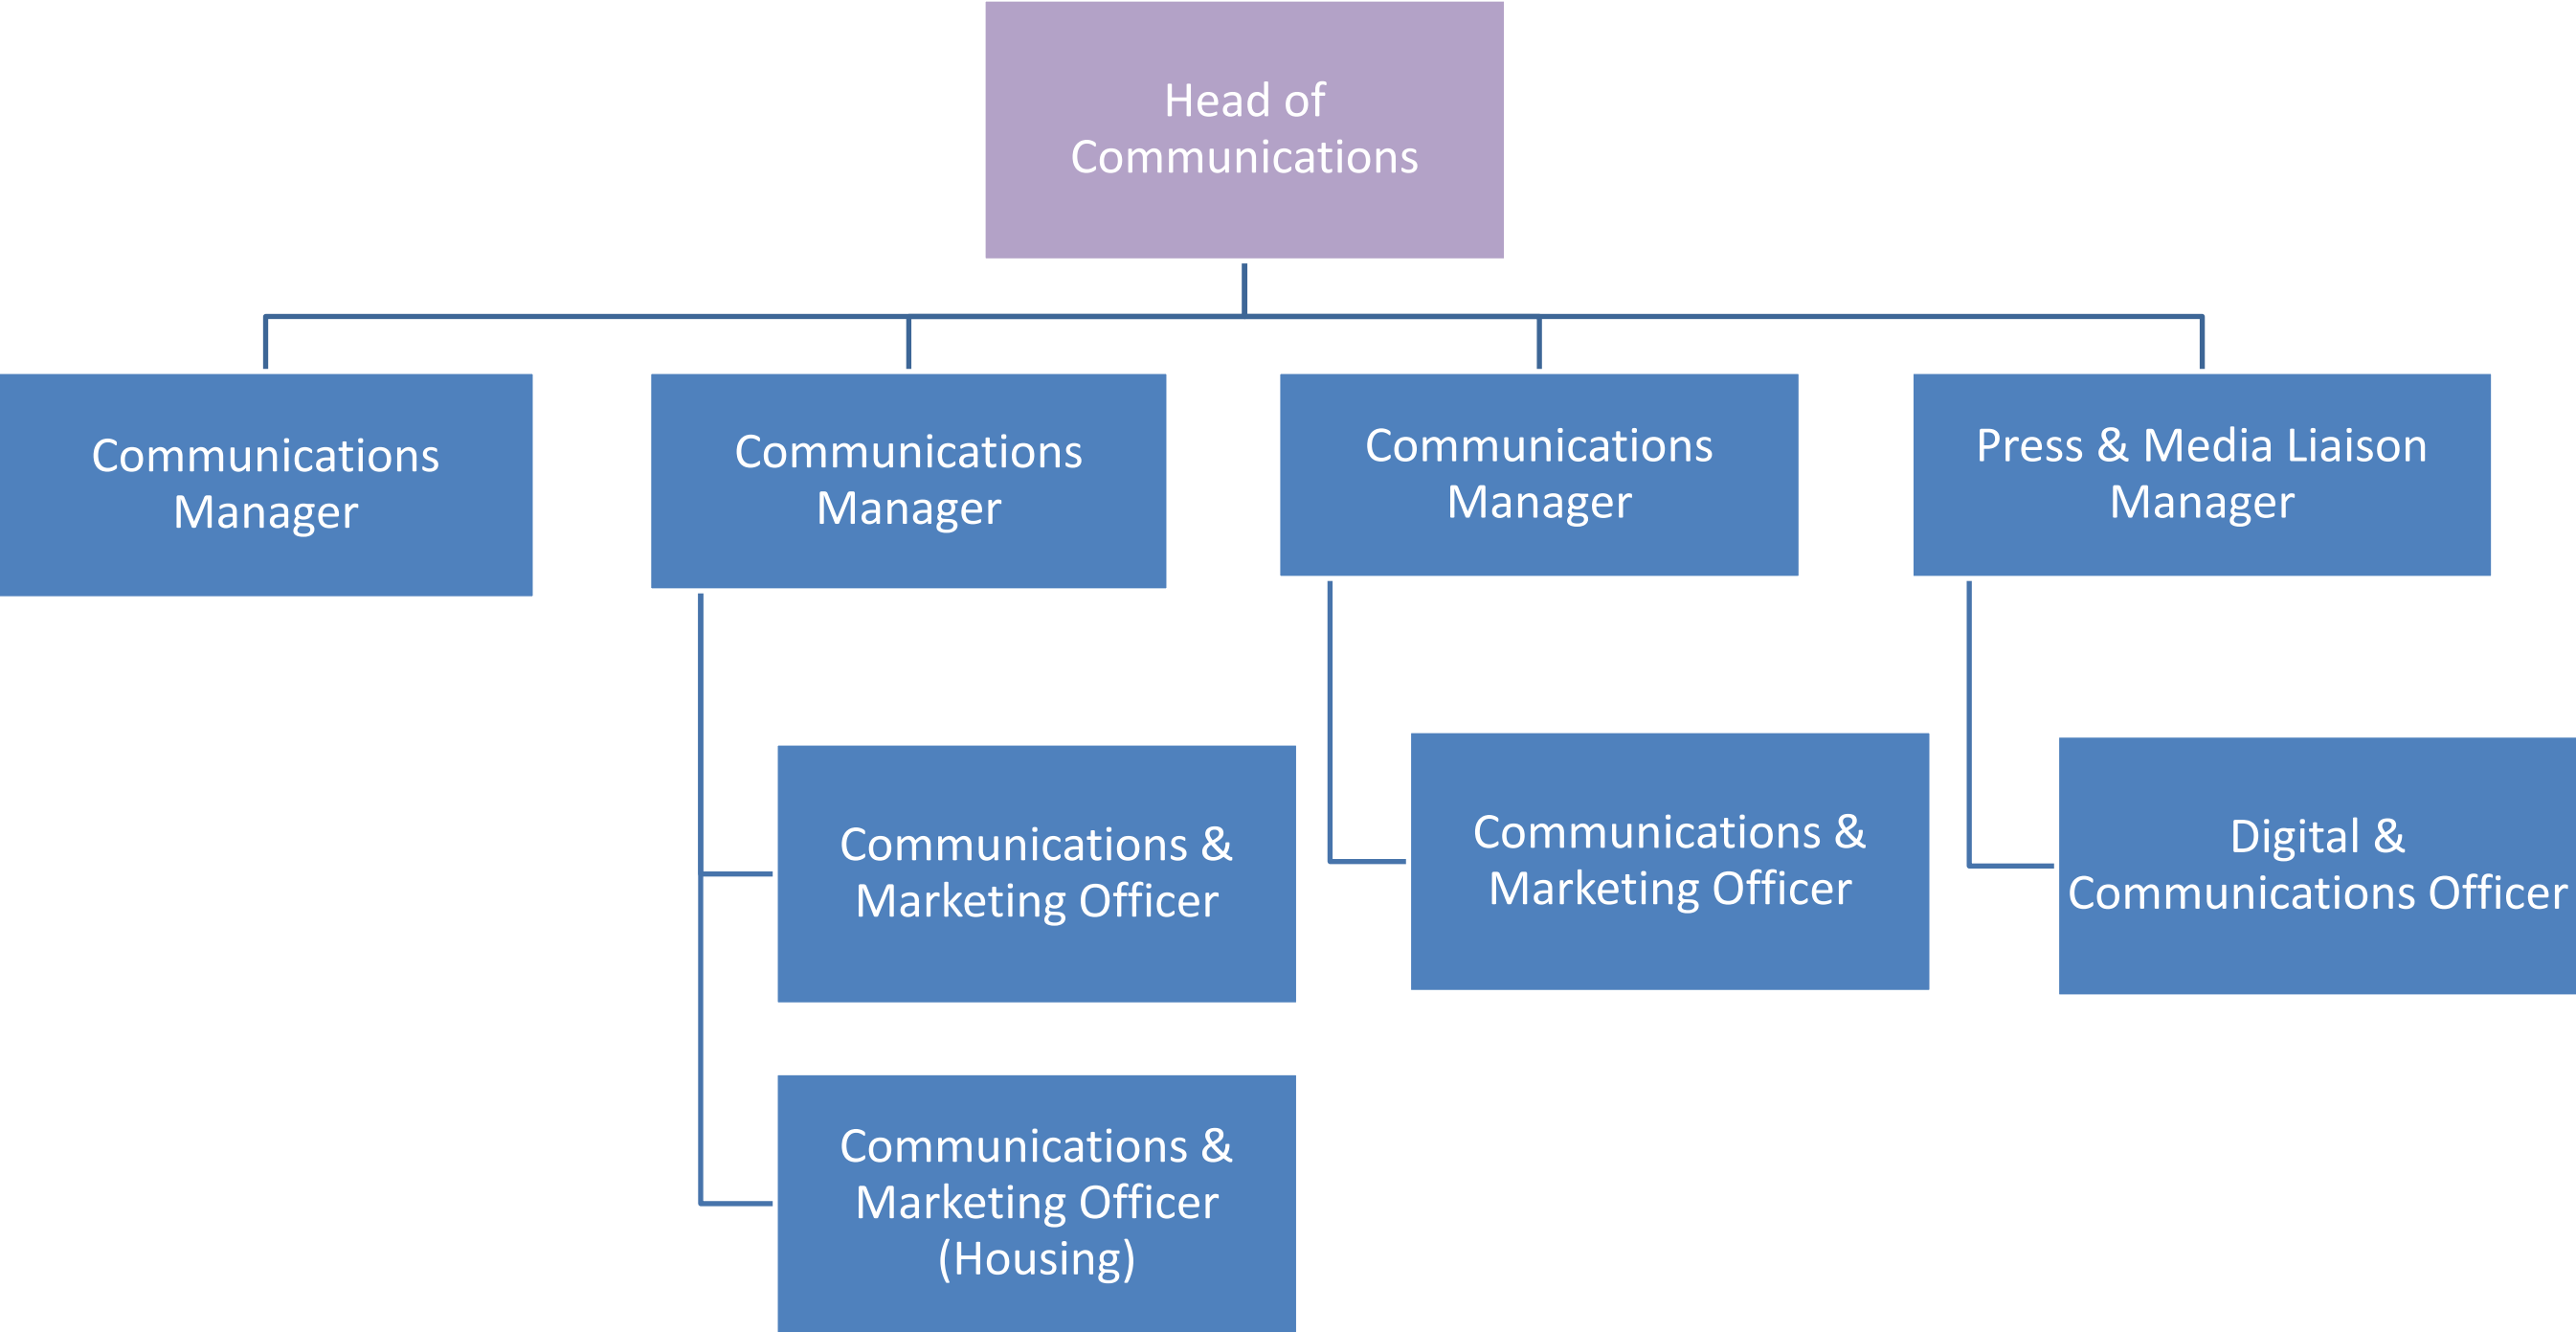 Head of
Communications
Communications
Manager
Communications
Manager
Communications
Manager
Press & Media Liaison
Manager
Communications &
Marketing Officer
Communications &
Marketing Officer
Digital &
Communications Officer
Communications &
Marketing Officer
(Housing)